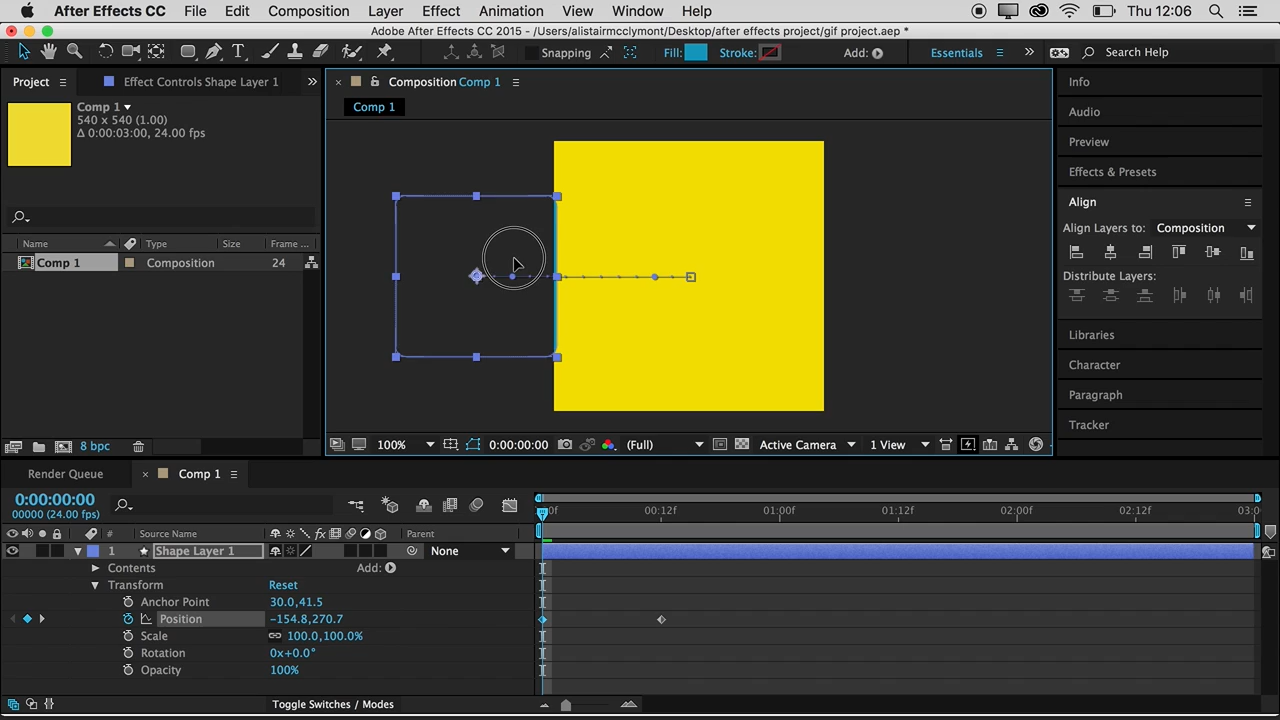 After Effects CC File Edit Composition Layer Effect Animation View Window Help Thu 12:06
Adobe After Effects CC 2015 - /Users/alistairmcclymont/Desktop/after effects project/gif project.aep *
Snapping Fill: Stroke: Add: Essentials Search Help
Project Effect Controls Shape Layer 1
Composition Comp 1
Info
Comp 1
Comp 1
540 x 540 (1.00)
Δ 0:00:03:00, 24.00 fps
Audio
Preview
Effects & Presets
Align
Align Layers to: Composition
Name Type Size Frame ...
Comp 1 Composition 24
Distribute Layers:
Libraries
Character
Paragraph
Tracker
8 bpc
100% 0:00:00:00 (Full) Active Camera 1 View
Render Queue Comp 1
0:00:00:00
00000 (24.00 fps)
0f 00:12f 01:00f 01:12f 02:00f 02:12f 03:0
# Source Name Parent
1 Shape Layer 1 None
Contents Add:
Transform Reset
Anchor Point 30.0,41.5
Position -154.8,270.7
Scale 100.0,100.0%
Rotation 0x+0.0°
Opacity 100%
Toggle Switches / Modes